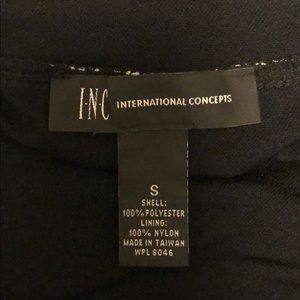 I·N·C INTERNATIONAL CONCEPTS
S
SHELL:
100% POLYESTER
LINING:
100% NYLON
MADE IN TAIWAN
WPL 8046